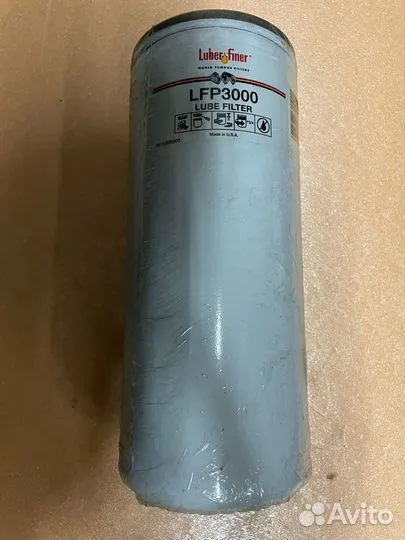 Luber-finer
WORLD FAMOUS FILTERS
LFP3000
LUBE FILTER
Made in U.S.A.
Avito